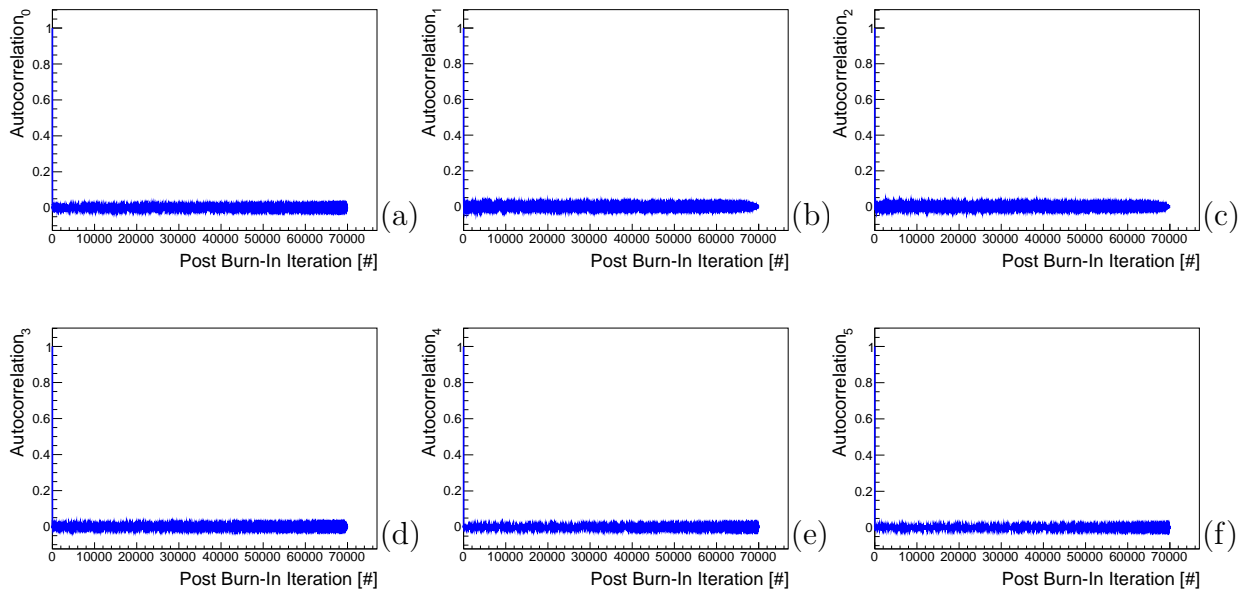 Autocorrelation₀
1
0.8
0.6
0.4
0.2
0
0 10000 20000 30000 40000 50000 60000 70000
Post Burn-In Iteration [#]
(a)
Autocorrelation₁
1
0.8
0.6
0.4
0.2
0
0 10000 20000 30000 40000 50000 60000 70000
Post Burn-In Iteration [#]
(b)
Autocorrelation₂
1
0.8
0.6
0.4
0.2
0
0 10000 20000 30000 40000 50000 60000 70000
Post Burn-In Iteration [#]
(c)
Autocorrelation₃
1
0.8
0.6
0.4
0.2
0
0 10000 20000 30000 40000 50000 60000 70000
Post Burn-In Iteration [#]
(d)
Autocorrelation₄
1
0.8
0.6
0.4
0.2
0
0 10000 20000 30000 40000 50000 60000 70000
Post Burn-In Iteration [#]
(e)
Autocorrelation₅
1
0.8
0.6
0.4
0.2
0
0 10000 20000 30000 40000 50000 60000 70000
Post Burn-In Iteration [#]
(f)